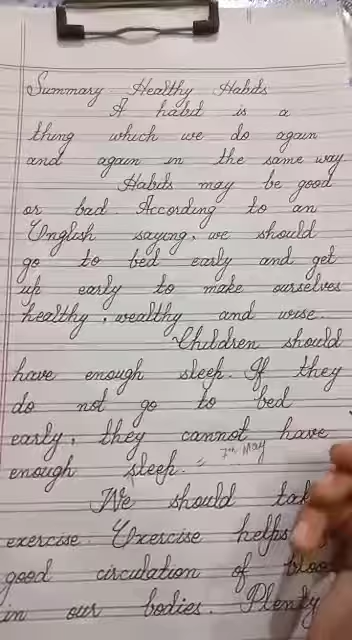 Summary Healthy Habits
A habit is a
thing which we do again
and again in the same way
Habits may be good
or bad. According to an
English saying, we should
go to bed early and get
up early to make ourselves
healthy, wealthy and wise.
Children should
have enough sleep. If they
do not go to bed
early, they cannot have
enough sleep.
7th May
We should
exercise. Exercise helps
good circulation of
in our bodies. Plenty